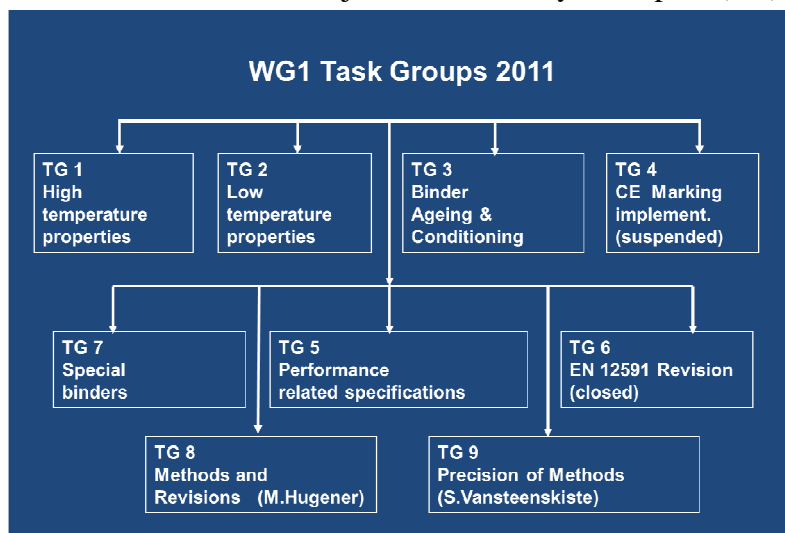 WG1 Task Groups 2011
TG 1
High
temperature
properties
TG 2
Low
temperature
properties
TG 3
Binder
Ageing &
Conditioning
TG 4
CE Marking
implement.
(suspended)
TG 7
Special
binders
TG 5
Performance
related specifications
TG 6
EN 12591 Revision
(closed)
TG 8
Methods and
Revisions (M.Hugener)
TG 9
Precision of Methods
(S.Vansteenskiste)